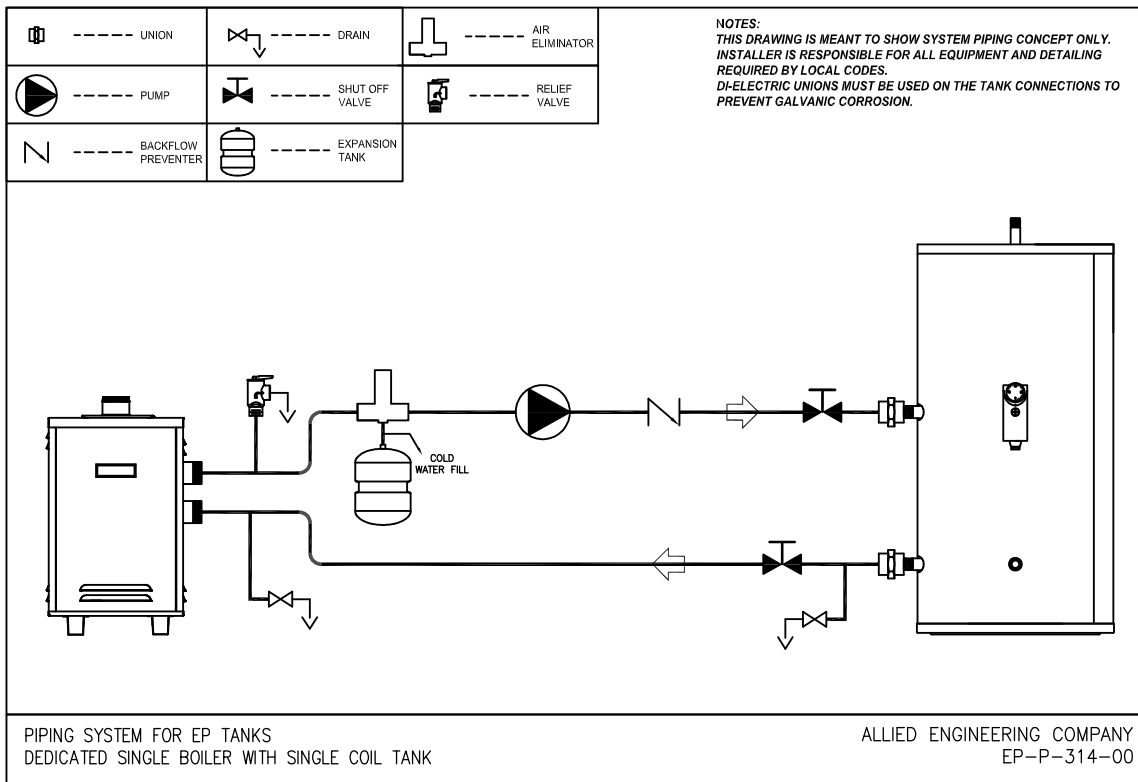 UNION
DRAIN
AIR
ELIMINATOR
PUMP
SHUT OFF
VALVE
RELIEF
VALVE
BACKFLOW
PREVENTER
EXPANSION
TANK
NOTES:
THIS DRAWING IS MEANT TO SHOW SYSTEM PIPING CONCEPT ONLY.
INSTALLER IS RESPONSIBLE FOR ALL EQUIPMENT AND DETAILING
REQUIRED BY LOCAL CODES.
DI-ELECTRIC UNIONS MUST BE USED ON THE TANK CONNECTIONS TO
PREVENT GALVANIC CORROSION.
COLD
WATER FILL
PIPING SYSTEM FOR EP TANKS
DEDICATED SINGLE BOILER WITH SINGLE COIL TANK
ALLIED ENGINEERING COMPANY
EP-P-314-00